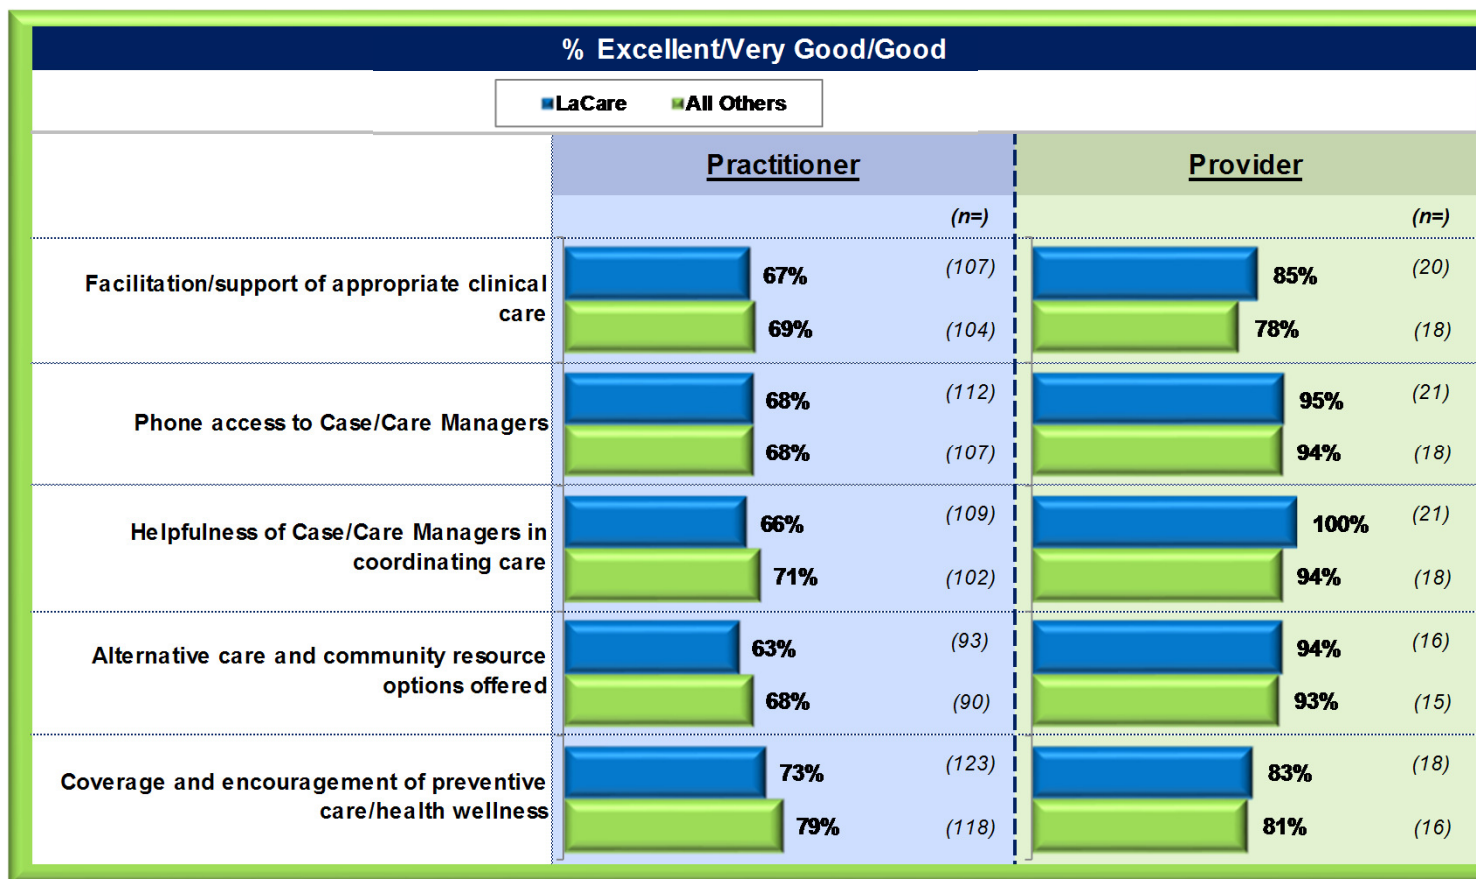 % Excellent/Very Good/Good
LaCare All Others
Practitioner Provider
(n=) (n=)
Facilitation/support of appropriate clinical
care
67% (107) 85% (20)
69% (104) 78% (18)
Phone access to Case/Care Managers
68% (112) 95% (21)
68% (107) 94% (18)
Helpfulness of Case/Care Managers in
coordinating care
66% (109) 100% (21)
71% (102) 94% (18)
Alternative care and community resource
options offered
63% (93) 94% (16)
68% (90) 93% (15)
Coverage and encouragement of preventive
care/health wellness
73% (123) 83% (18)
79% (118) 81% (16)